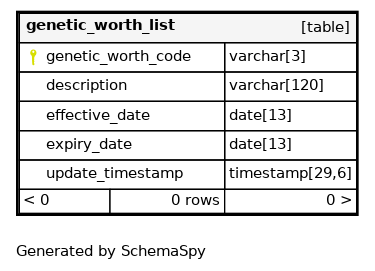 genetic_worth_list [table]
genetic_worth_code varchar[3]
description varchar[120]
effective_date date[13]
expiry_date date[13]
update_timestamp timestamp[29,6]
< 0 0 rows 0 >
Generated by SchemaSpy